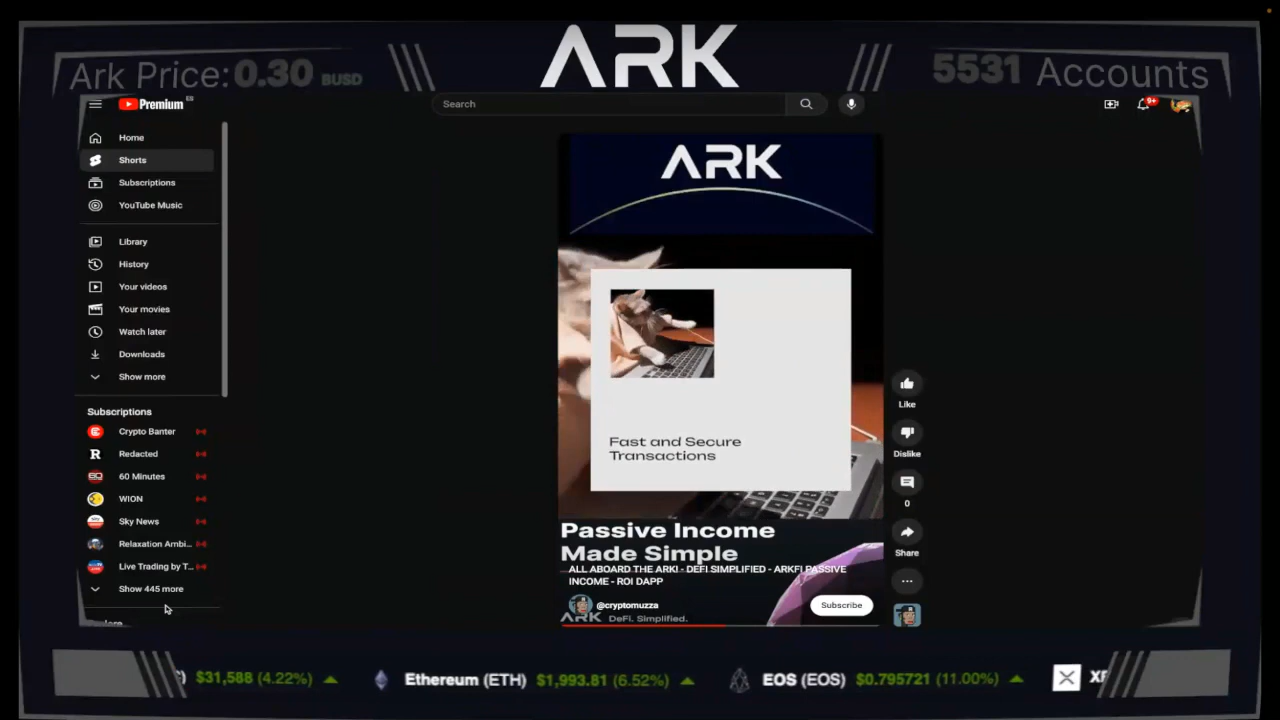 ARK
Ark Price:0.30 BUSD
5531 Accounts
Premium
Search
9+
Home
Shorts
Subscriptions
YouTube Music
Library
History
Your videos
Your movies
Watch later
Downloads
Show more
Subscriptions
Crypto Banter
Redacted
60 Minutes
WION
Sky News
Relaxation Ambi...
Live Trading by T...
Show 445 more
ARK
Fast and Secure
Transactions
Passive Income
Made Simple
ALL ABOARD THE ARK! - DEFI SIMPLIFIED - ARKFI PASSIVE
INCOME - ROI DAPP
@cryptomuzza
Subscribe
ARK DeFi. Simplified.
Like
Dislike
0
Share
$31,588 (4.22%)
Ethereum (ETH) $1,993.81 (6.52%)
EOS (EOS) $0.795721 (11.00%)